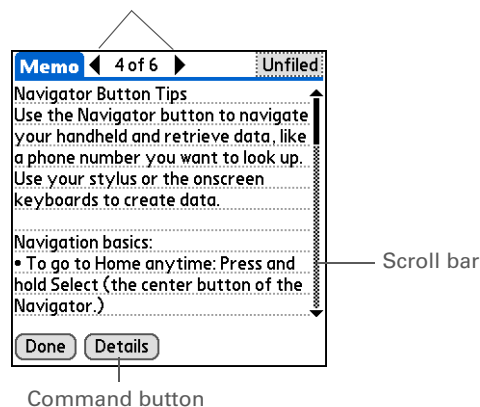 Memo 4 of 6 Unfiled
Navigator Button Tips
Use the Navigator button to navigate
your handheld and retrieve data, like
a phone number you want to look up.
Use your stylus or the onscreen
keyboards to create data.
Navigation basics:
• To go to Home anytime: Press and
hold Select (the center button of the
Navigator.)
Scroll bar
Done Details
Command button